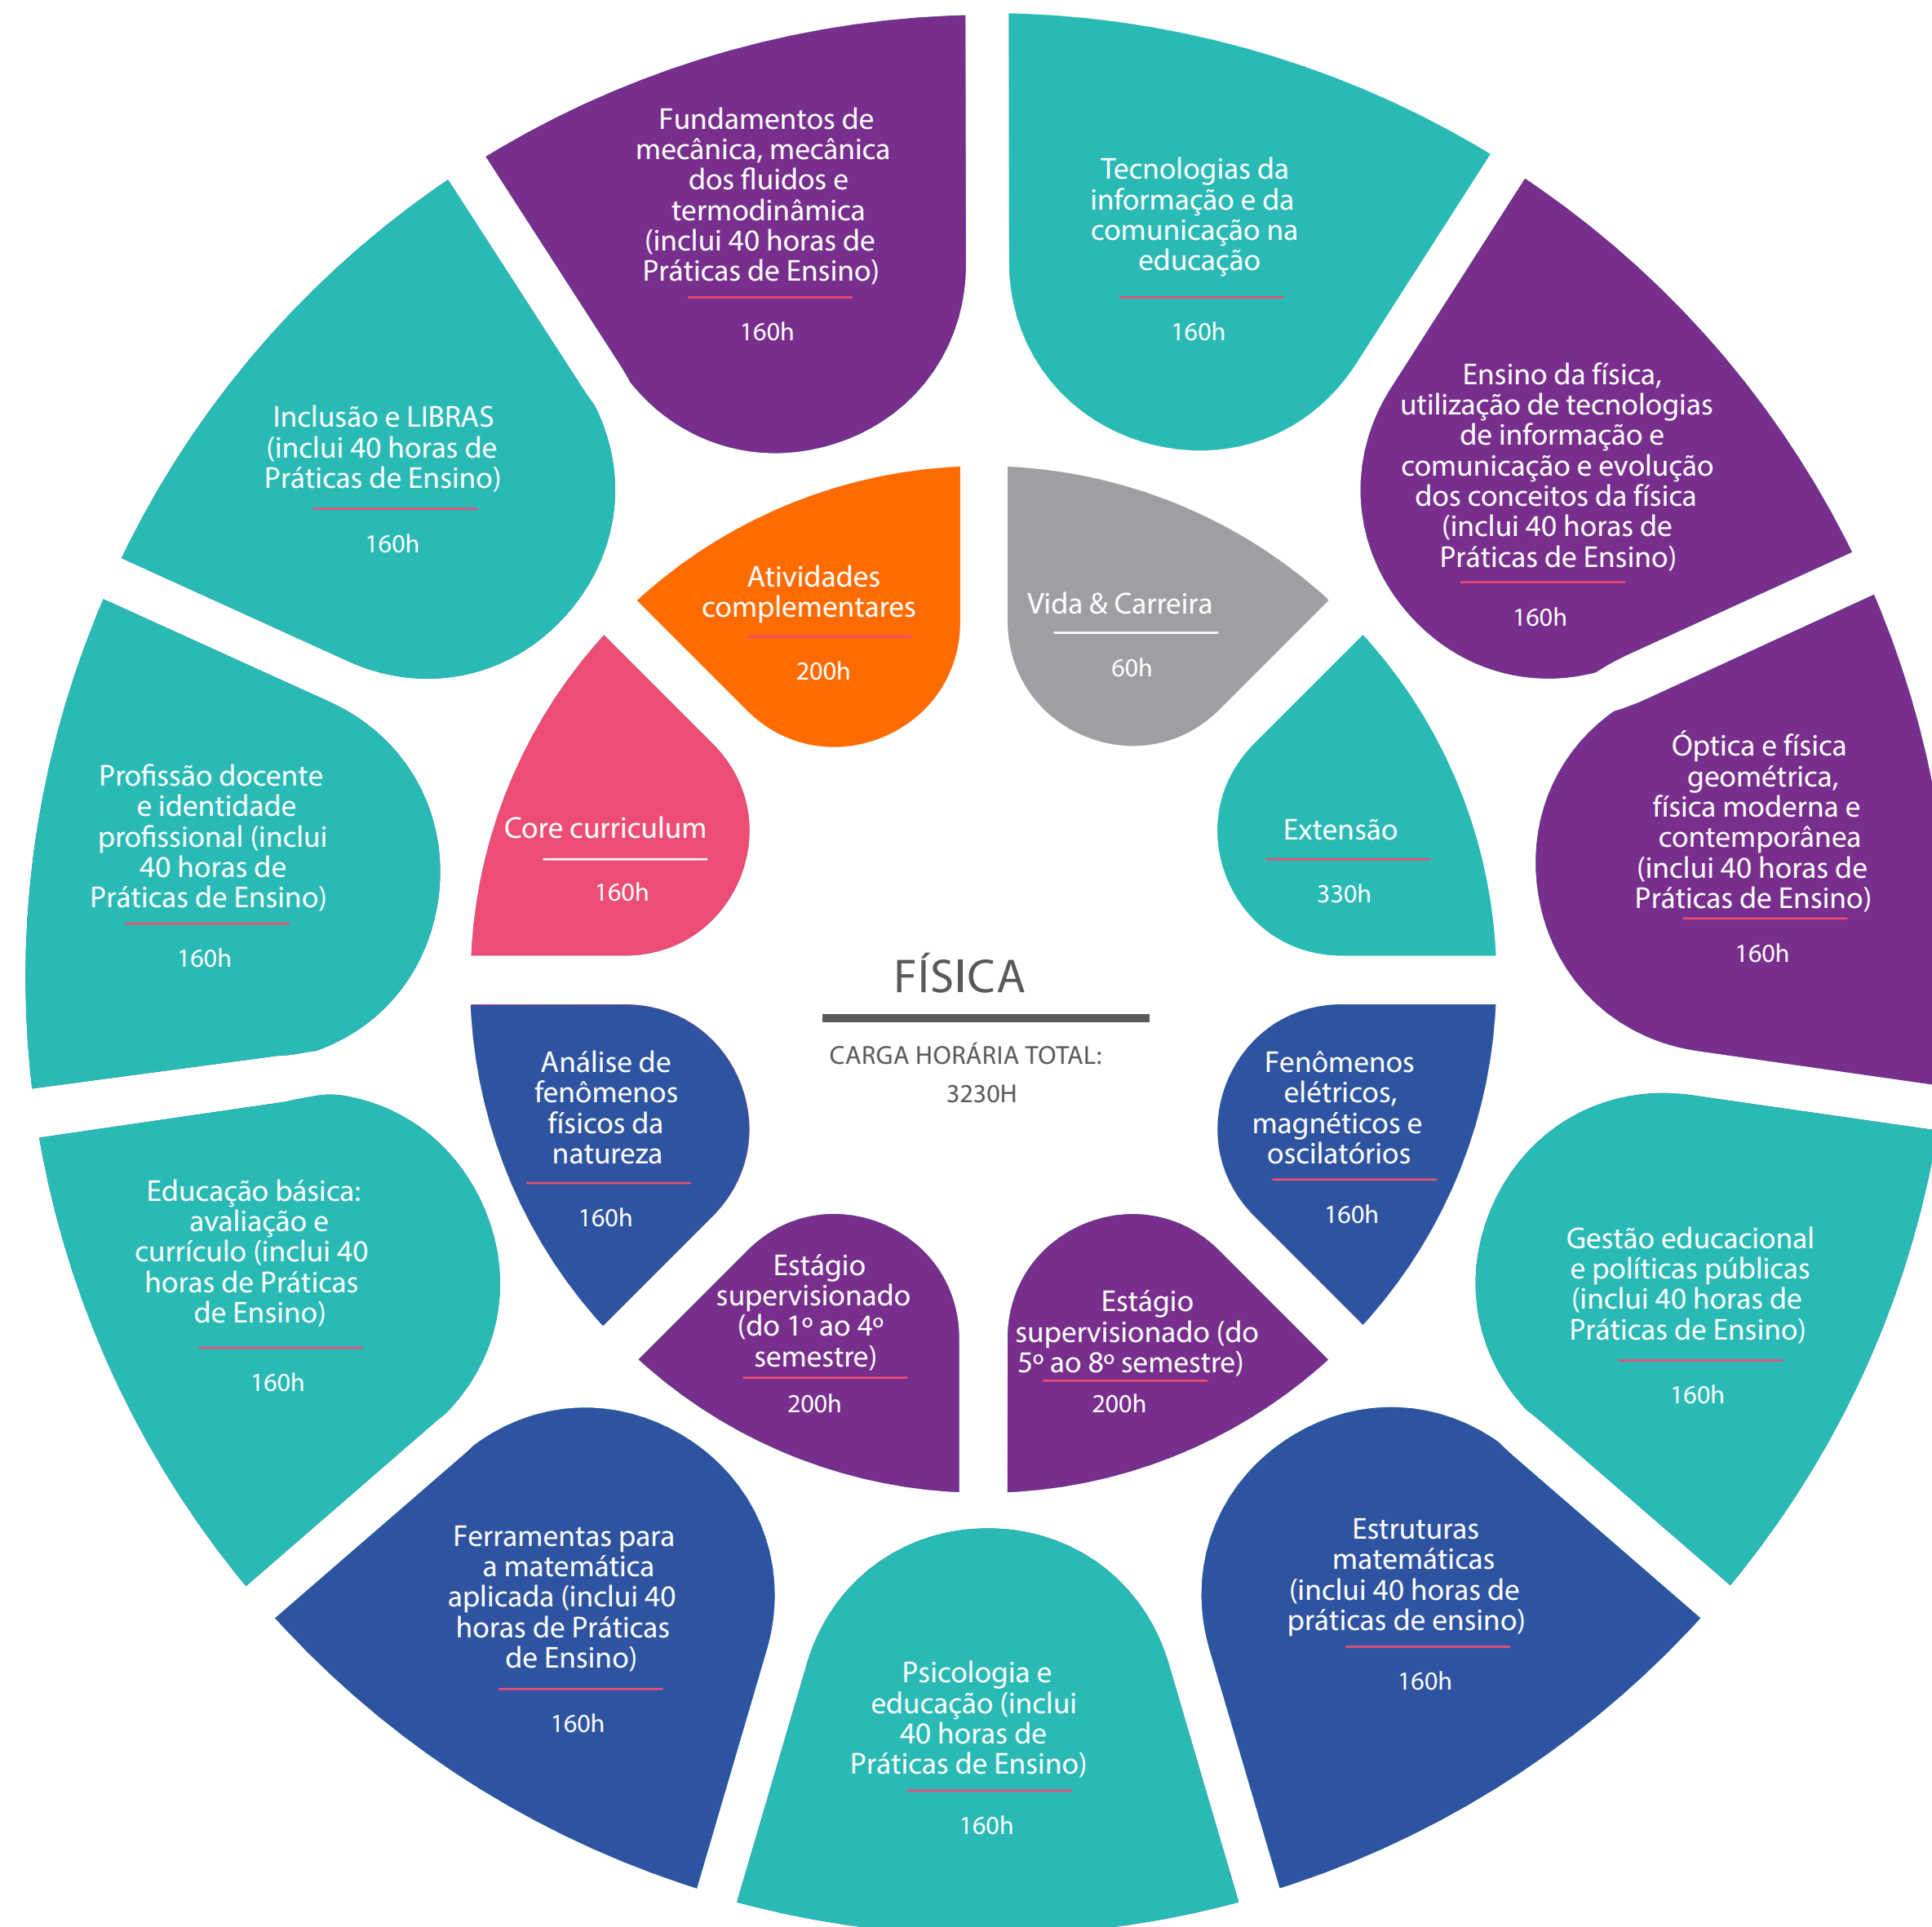 Fundamentos de
mecânica, mecânica
dos fluidos e
termodinâmica
(inclui 40 horas de
Práticas de Ensino)
160h
Tecnologias da
informação e da
comunicação na
educação
160h
Ensino da física,
utilização de tecnologias
de informação e
comunicação e evolução
dos conceitos da física
(inclui 40 horas de
Práticas de Ensino)
160h
Óptica e física
geométrica,
física moderna e
contemporânea
(inclui 40 horas de
Práticas de Ensino)
160h
Gestão educacional
e políticas públicas
(inclui 40 horas de
Práticas de Ensino)
160h
Estruturas
matemáticas
(inclui 40 horas de
práticas de ensino)
160h
Psicologia e
educação (inclui
40 horas de
Práticas de Ensino)
160h
Ferramentas para
a matemática
aplicada (inclui 40
horas de Práticas
de Ensino)
160h
Educação básica:
avaliação e
currículo (inclui 40
horas de Práticas
de Ensino)
160h
Profissão docente
e identidade
profissional (inclui
40 horas de
Práticas de Ensino)
160h
Inclusão e LIBRAS
(inclui 40 horas de
Práticas de Ensino)
160h
Atividades
complementares
200h
Vida & Carreira
60h
Extensão
330h
Fenômenos
elétricos,
magnéticos e
oscilatórios
160h
Estágio
supervisionado (do
5º ao 8º semestre)
200h
Estágio
supervisionado
(do 1º ao 4º
semestre)
200h
Análise de
fenômenos
físicos da
natureza
160h
Core curriculum
160h
FÍSICA
CARGA HORÁRIA TOTAL:
3230H